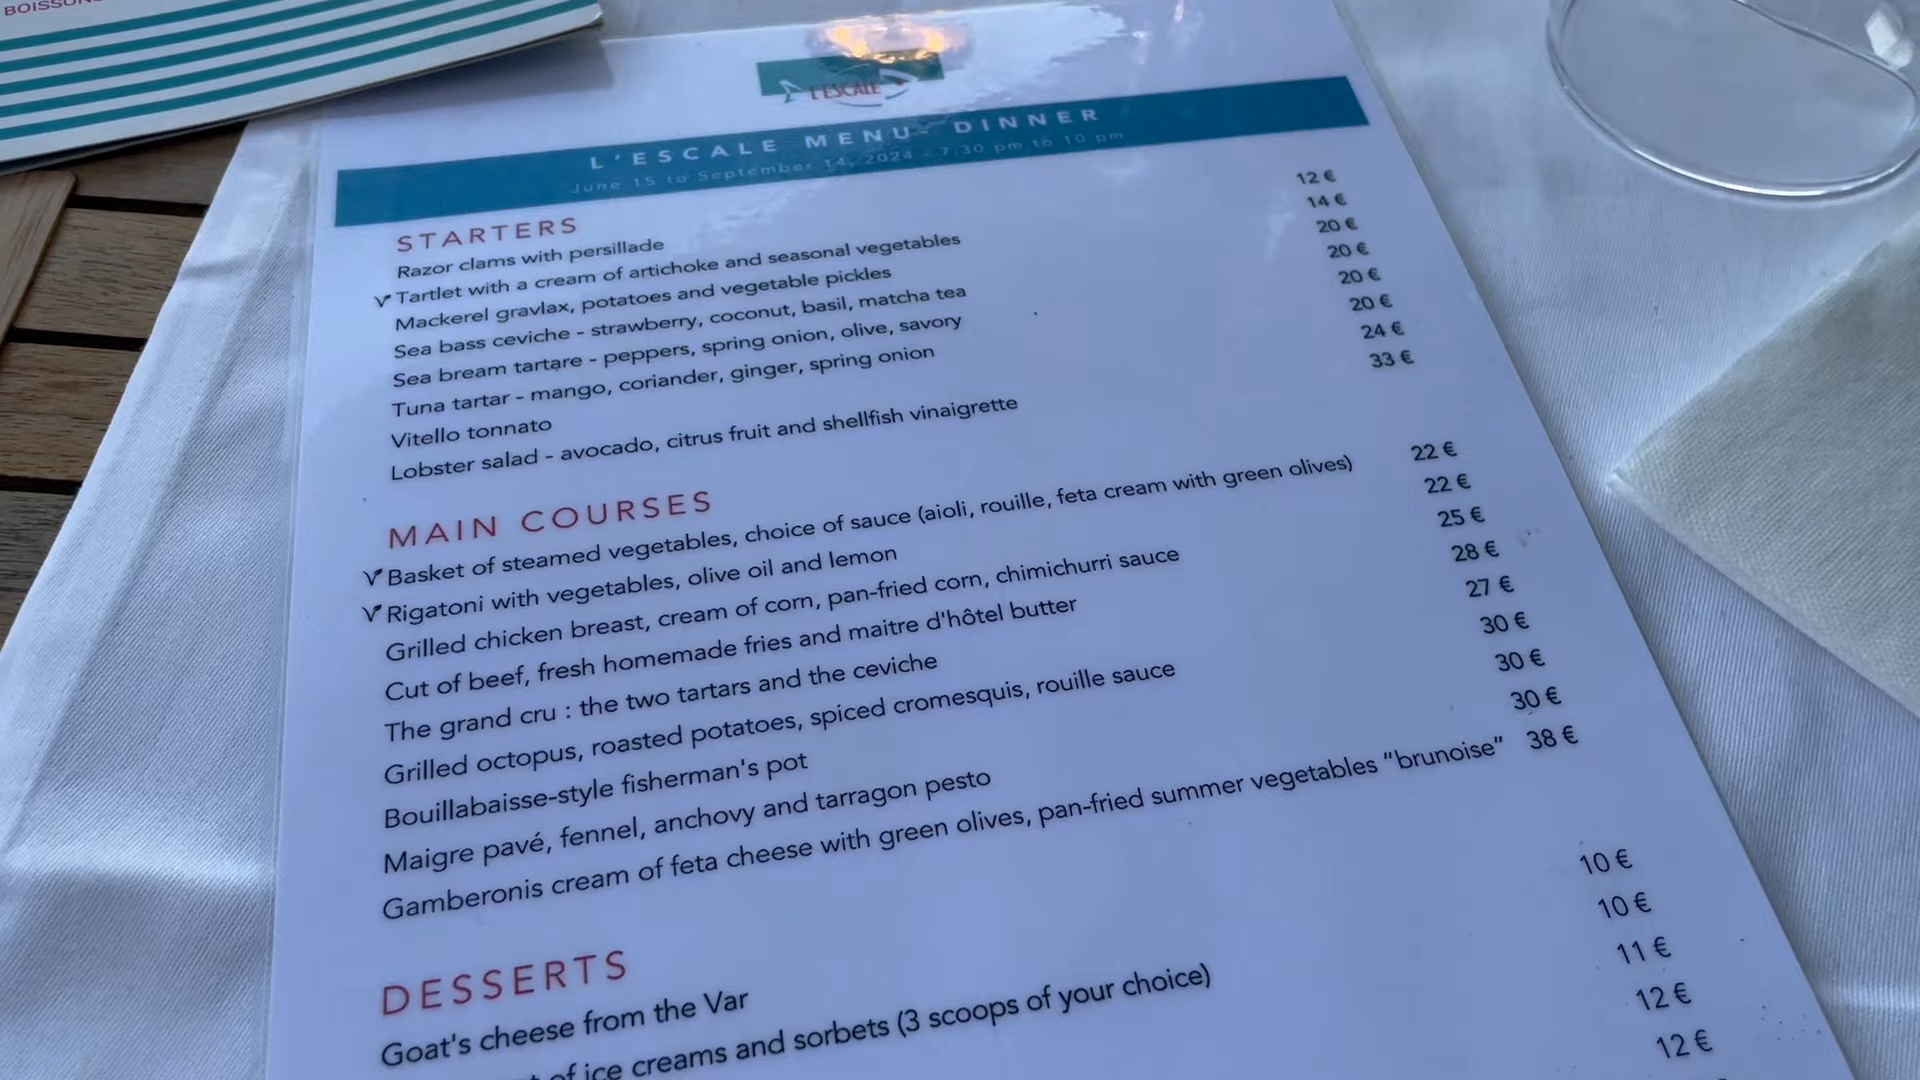 BOISSONS
L'ESCALE
L'ESCALE MENU - DINNER
June 15 to September 14, 2024 - 7:30 pm to 10 pm
STARTERS
Razor clams with persillade 12 €
V Tartlet with a cream of artichoke and seasonal vegetables 14 €
Mackerel gravlax, potatoes and vegetable pickles 20 €
Sea bass ceviche - strawberry, coconut, basil, matcha tea 20 €
Sea bream tartare - peppers, spring onion, olive, savory 20 €
Tuna tartar - mango, coriander, ginger, spring onion 20 €
Vitello tonnato 24 €
Lobster salad - avocado, citrus fruit and shellfish vinaigrette 33 €
MAIN COURSES
V Basket of steamed vegetables, choice of sauce (aioli, rouille, feta cream with green olives) 22 €
V Rigatoni with vegetables, olive oil and lemon 22 €
Grilled chicken breast, cream of corn, pan-fried corn, chimichurri sauce 25 €
Cut of beef, fresh homemade fries and maitre d'hôtel butter 28 €
The grand cru : the two tartars and the ceviche 27 €
Grilled octopus, roasted potatoes, spiced cromesquis, rouille sauce 30 €
Bouillabaisse-style fisherman's pot 30 €
Maigre pavé, fennel, anchovy and tarragon pesto 30 €
Gamberonis cream of feta cheese with green olives, pan-fried summer vegetables "brunoise" 38 €
DESSERTS
Goat's cheese from the Var 10 €
of ice creams and sorbets (3 scoops of your choice) 10 €
11 €
12 €
12 €